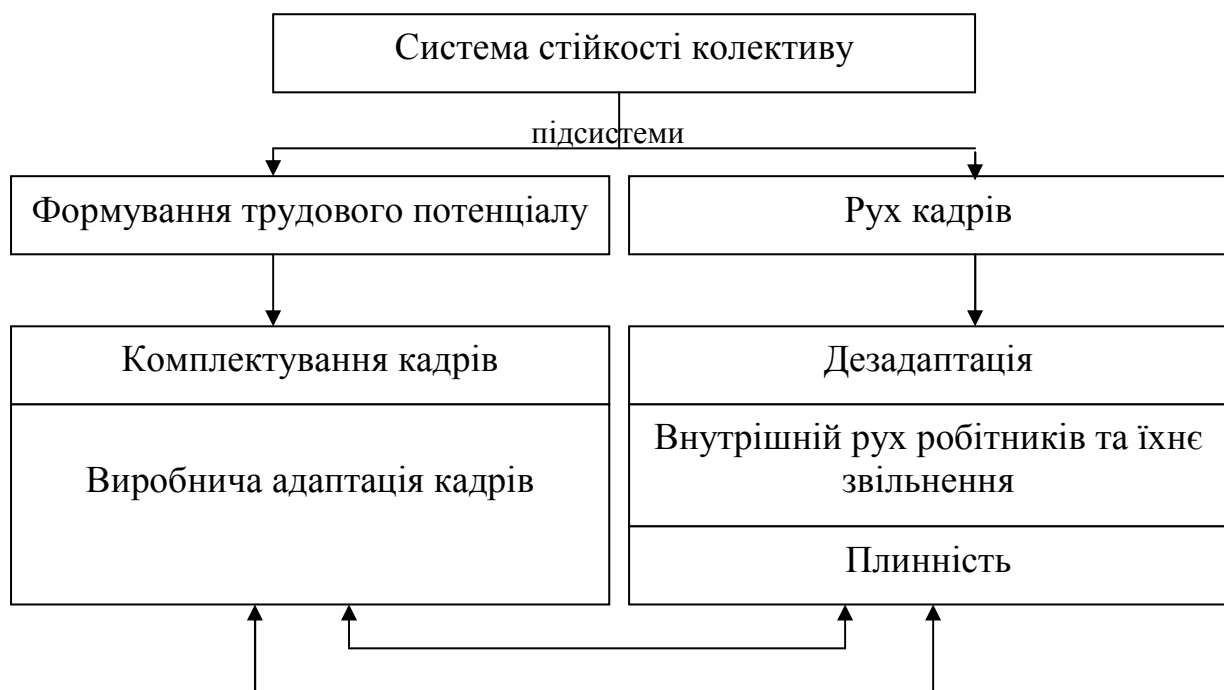 Система стійкості колективу
підсистеми
Формування трудового потенціалу
Рух кадрів
Комплектування кадрів
Дезадаптація
Виробнича адаптація кадрів
Внутрішній рух робітників та їхнє
звільнення
Плинність